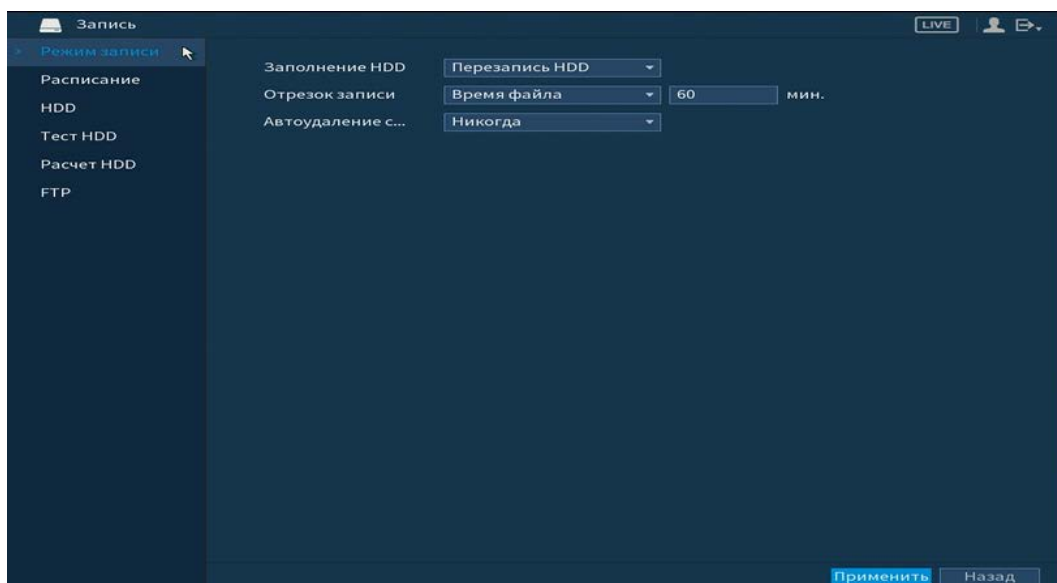 Запись
LIVE
Режим записи
Расписание
HDD
Тест HDD
Расчет HDD
FTP
Заполнение HDD Перезапись HDD
Отрезок записи Время файла 60 мин.
Автоудаление с... Никогда
Применить Назад